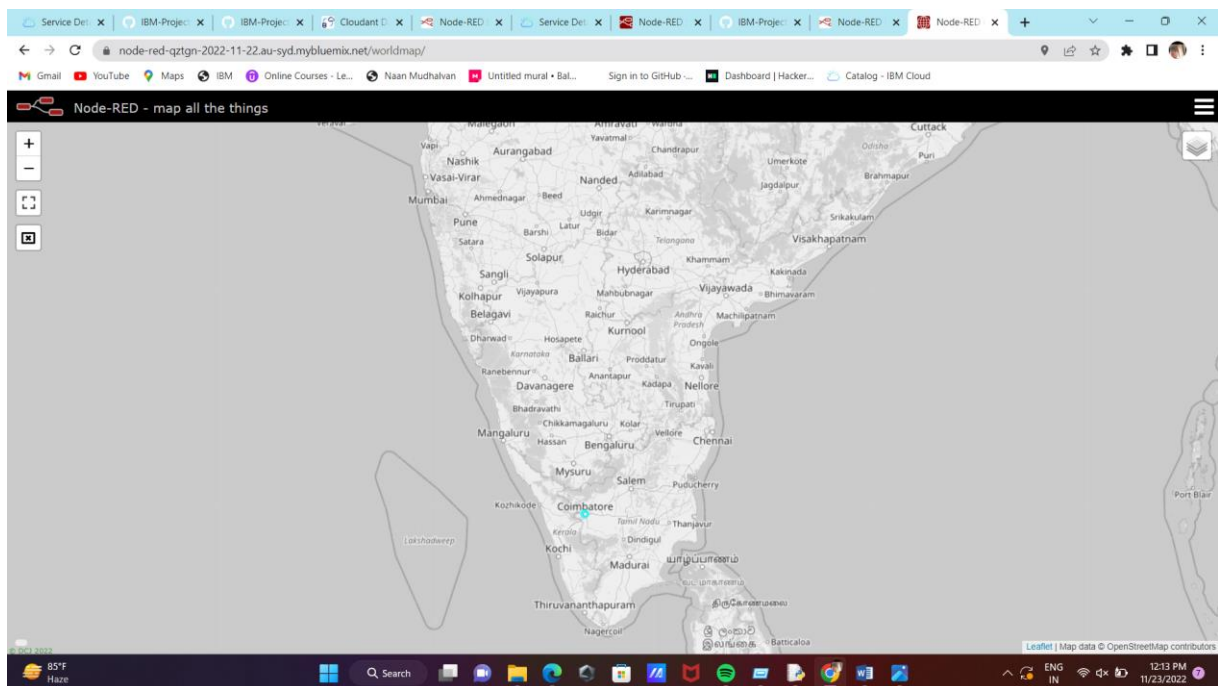 Service Det
IBM-Projec
IBM-Projec
Cloudant D
Node-RED
Service Det
Node-RED
IBM-Project
Node-RED
Node-RED
node-red-qztgn-2022-11-22.au-syd.mybluemix.net/worldmap/
Gmail YouTube Maps IBM Online Courses - Le... Naan Mudhalvan Untitled mural • Bal... Sign in to GitHub ·... Dashboard | Hacker... Catalog - IBM Cloud
Node-RED - map all the things
Veraval Malegaon Amravati Wardha Cuttack
Vapi Yavatmal
Aurangabad Chandrapur Odisha
Nashik Umerkote Puri
Vasai-Virar Nanded Adilabad Jagdalpur Brahmapur
Mumbai Ahmednagar Beed
Pune Udgir Karimnagar Srikakulam
Barshi Latur Bidar
Satara Telangana Visakhapatnam
Solapur Khammam
Sangli Hyderabad Kakinada
Kolhapur Vijayapura Mahbubnagar Vijayawada Bhimavaram
Belagavi Raichur Andhra Pradesh Machilipatnam
Dharwad Hosapete Kurnool Ongole
Karnataka Ballari Proddatur Kavali
Ranebennur Anantapur
Davanagere Kadapa Nellore
Bhadravathi Tirupati
Chikkamagaluru Kolar
Mangaluru Hassan Bengaluru Vellore Chennai
Mysuru Salem Puducherry
Kozhikode Coimbatore Port Blair
Tamil Nadu Thanjavur
Lakshadweep Kerala Dindigul
Kochi Madurai யாழ்ப்பாணம்
வட மாகாணம்
Thiruvananthapuram திருகோணமலை
Nagercoil ශ්‍රී ලංකාව Batticaloa
இலங்கை
© DCJ 2022
Leaflet | Map data © OpenStreetMap contributors
85°F
Haze
Search
ENG
IN
12:13 PM
11/23/2022
7